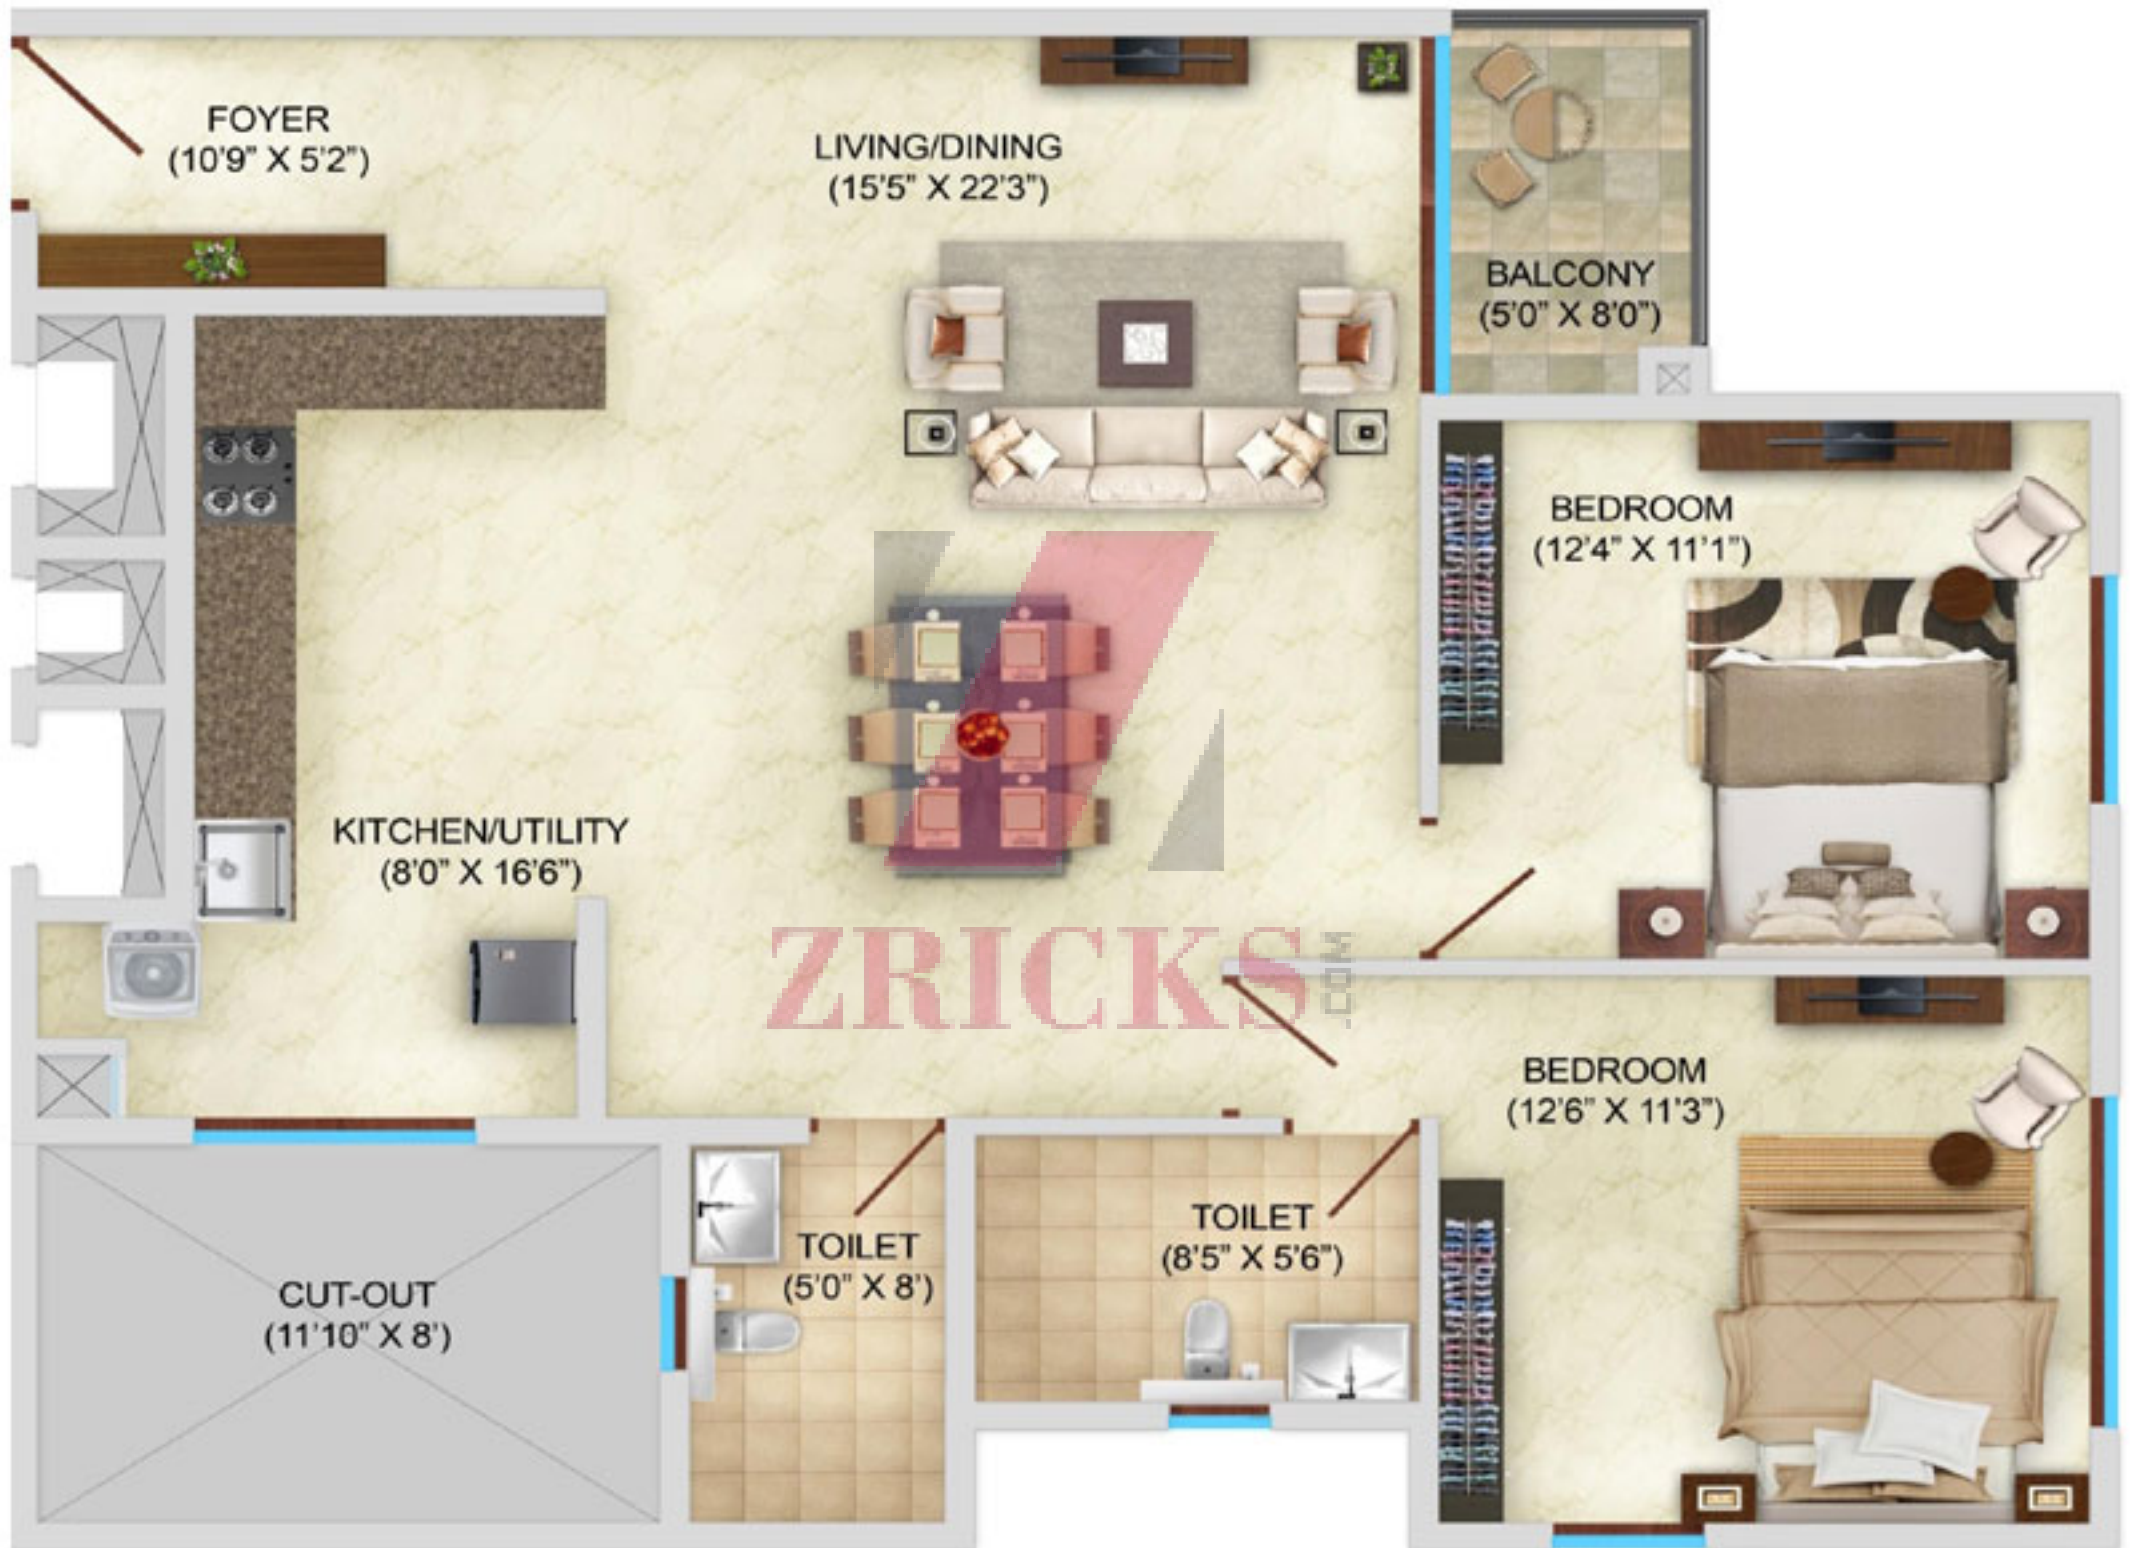 FOYER
(10'9" X 5'2")
LIVING/DINING
(15'5" X 22'3")
BALCONY
(5'0" X 8'0")
BEDROOM
(12'4" X 11'1")
KITCHEN/UTILITY
(8'0" X 16'6")
ZRICKS
.COM
BEDROOM
(12'6" X 11'3")
TOILET
(5'0" X 8')
TOILET
(8'5" X 5'6")
CUT-OUT
(11'10" X 8')